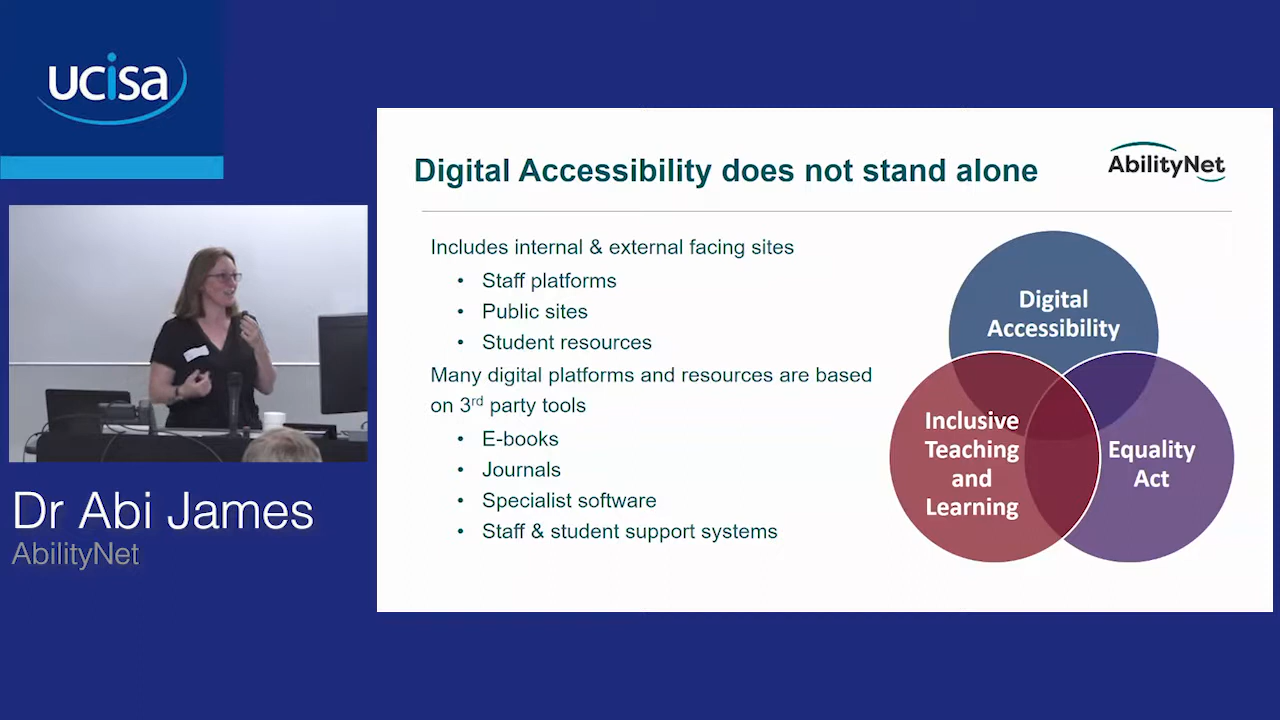 ucisa
Digital Accessibility does not stand alone
AbilityNet
Includes internal & external facing sites
• Staff platforms
• Public sites
• Student resources
Many digital platforms and resources are based
on 3rd party tools
• E-books
• Journals
• Specialist software
• Staff & student support systems
Digital
Accessibility
Inclusive
Teaching
and
Learning
Equality
Act
Dr Abi James
AbilityNet